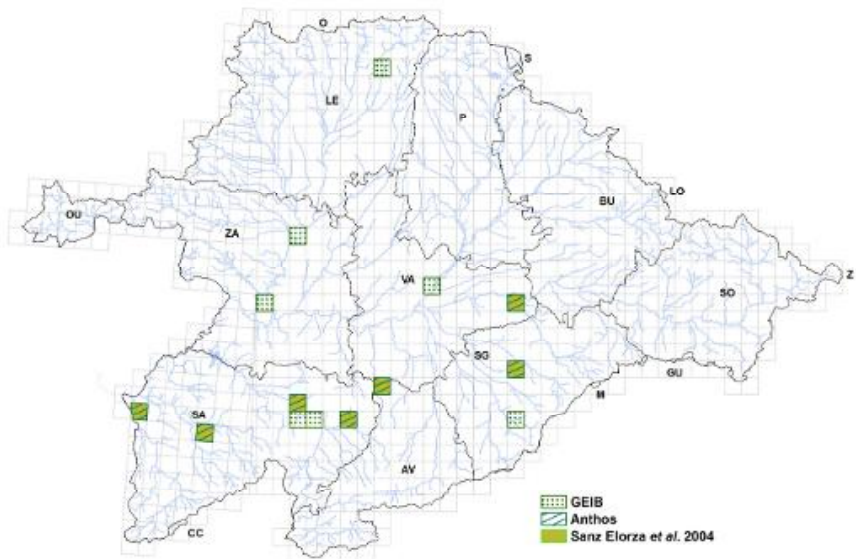 O
S
LE
P
LO
BU
OU
ZA
Z
VA
SO
SG
GU
M
SA
AV
CC
GEIB
Anthos
Sanz Elorza et al. 2004